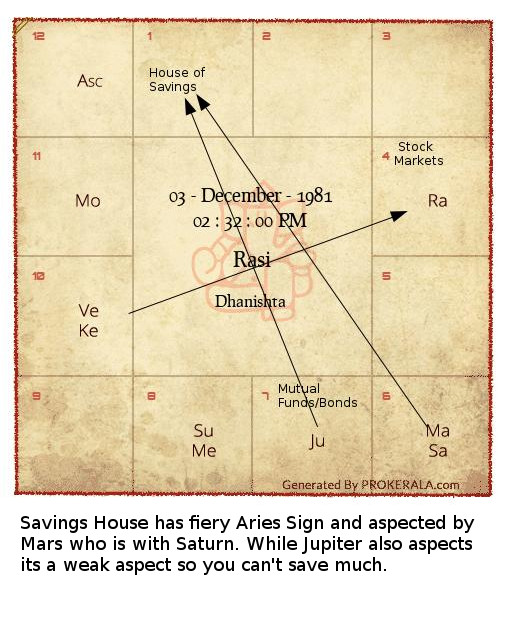 12
1
2
3
Asc
House of
Savings
11
4
Stock
Markets
Mo
03 - December - 1981
Ra
02 : 32 : 00 PM
Rasi
10
5
Ve
Ke
Dhanishta
9
8
7
Mutual
Funds/Bonds
6
Su
Me
Ju
Ma
Sa
Generated By PROKERALA.com
Savings House has fiery Aries Sign and aspected by
Mars who is with Saturn. While Jupiter also aspects
its a weak aspect so you can't save much.